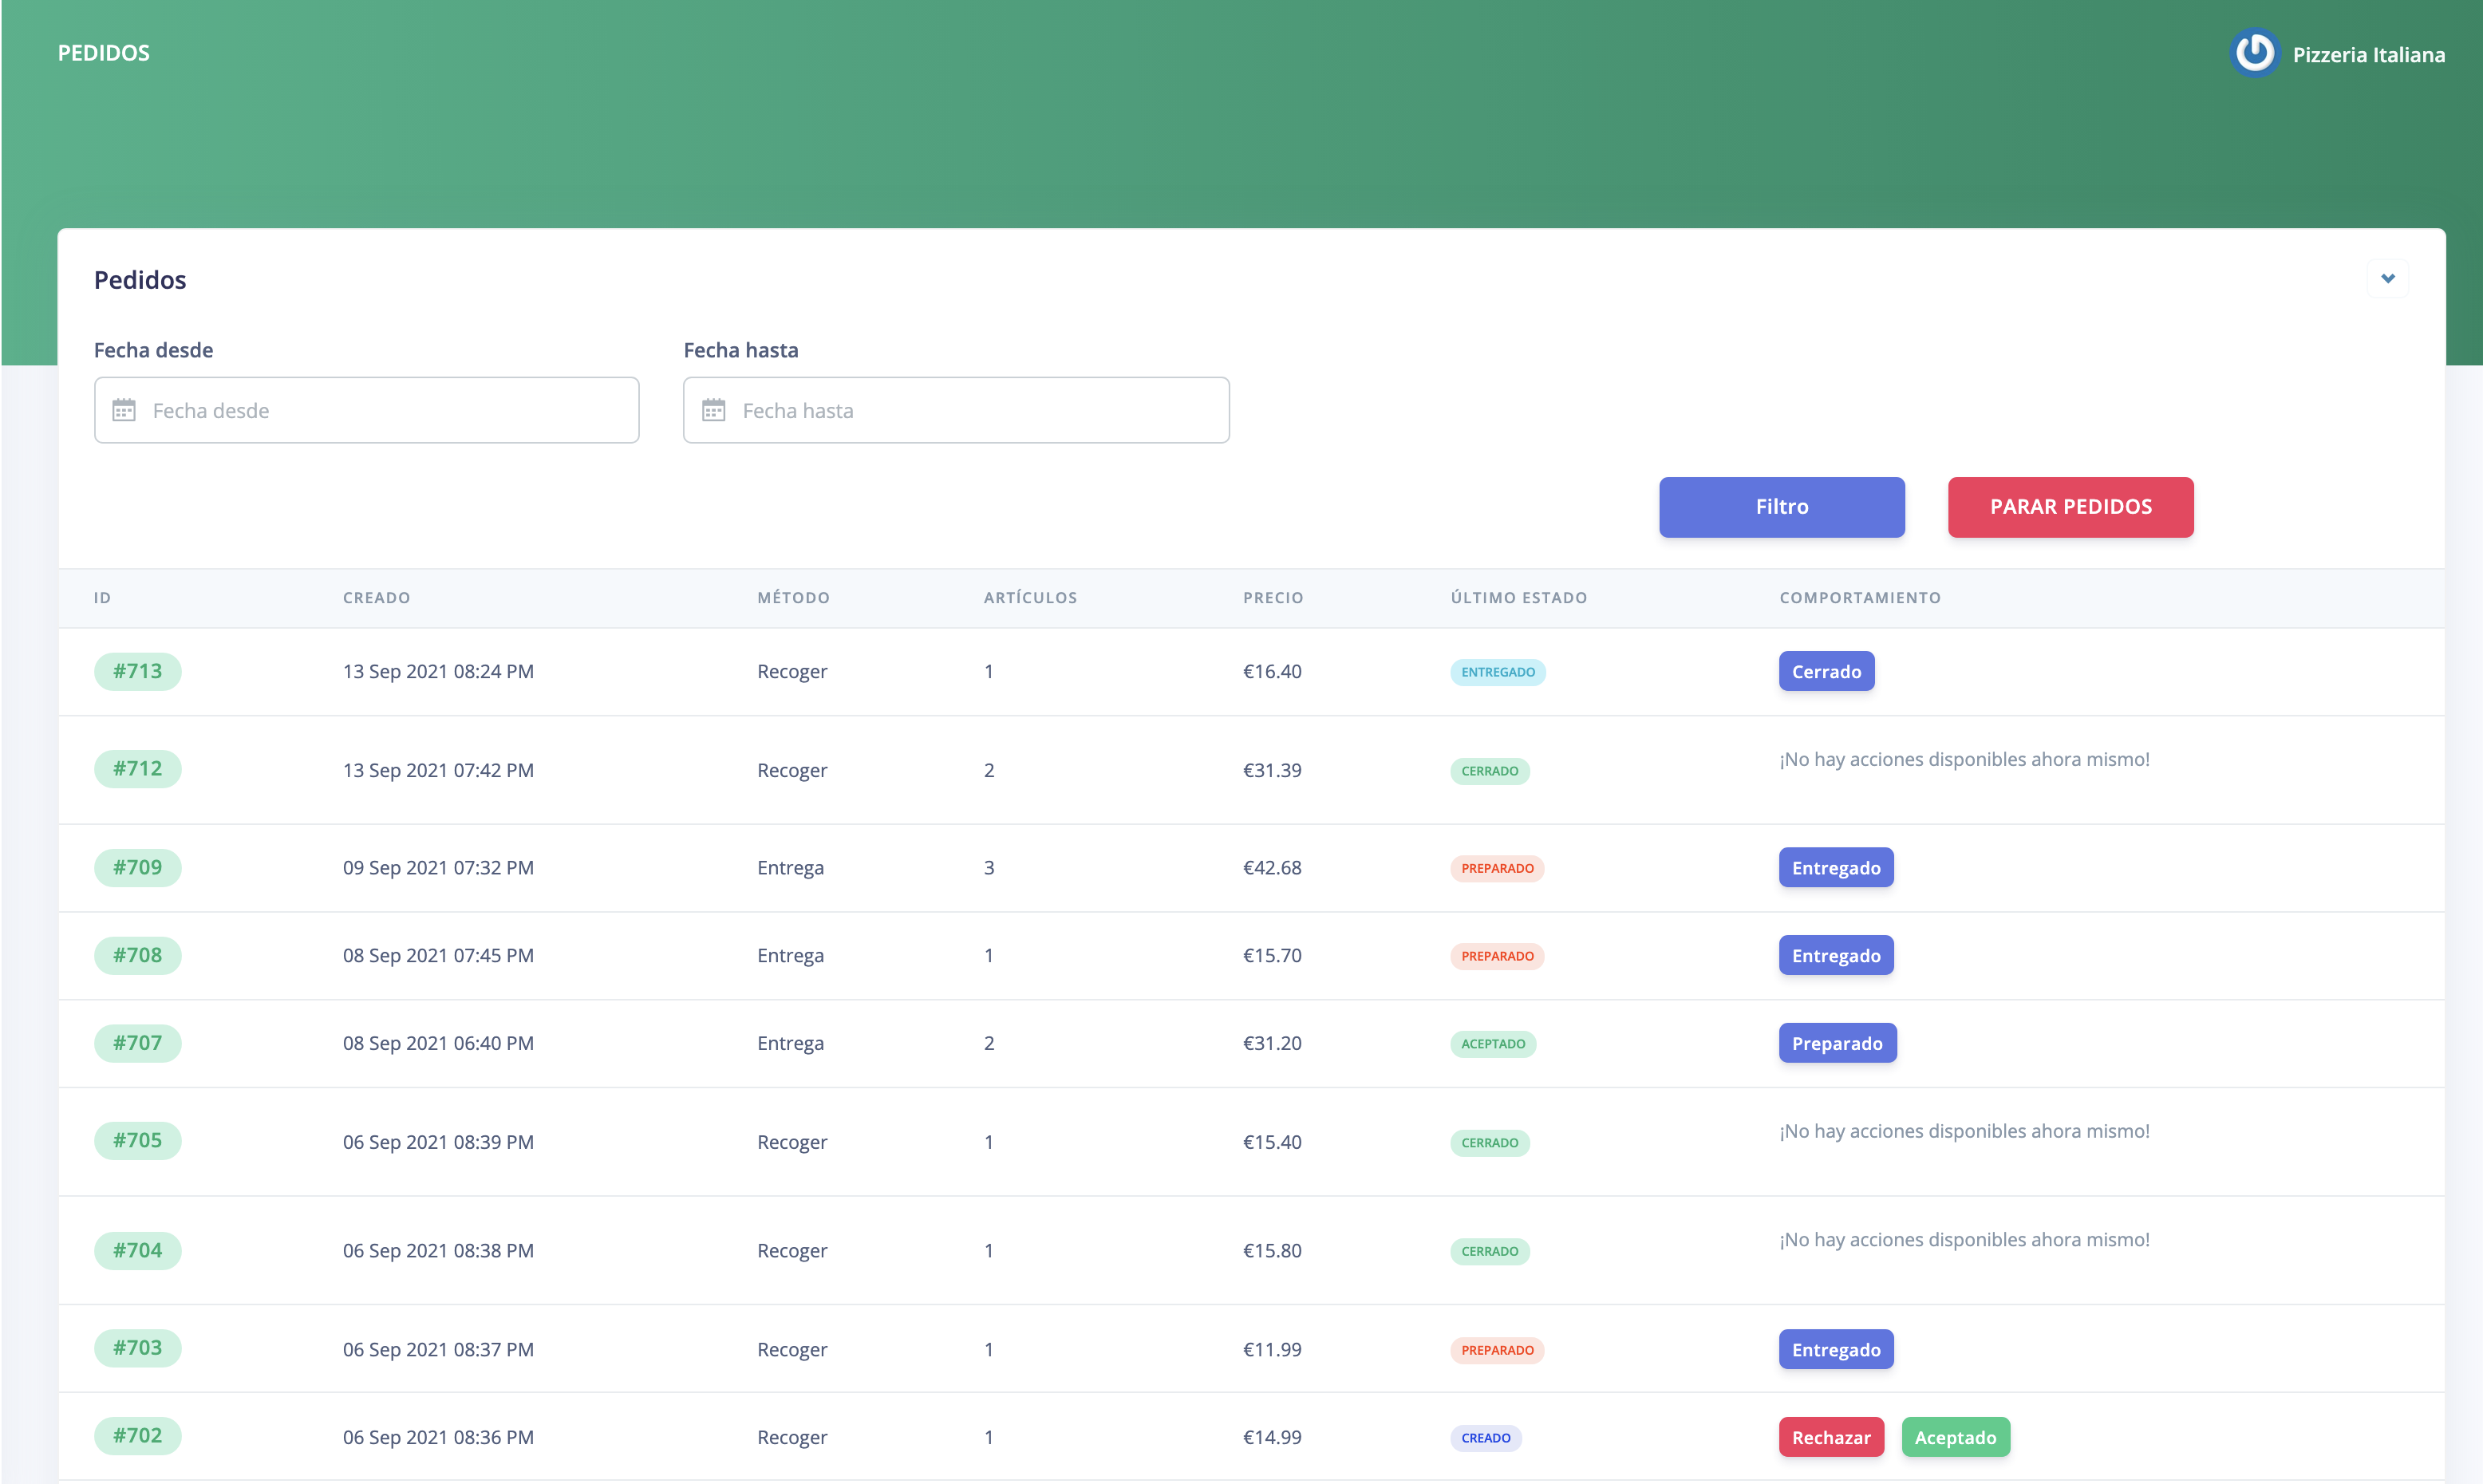 PEDIDOS
Pizzeria Italiana
Pedidos
Fecha desde Fecha hasta
Fecha desde Fecha hasta
Filtro PARAR PEDIDOS
ID CREADO MÉTODO ARTÍCULOS PRECIO ÚLTIMO ESTADO COMPORTAMIENTO
#713 13 Sep 2021 08:24 PM Recoger 1 €16.40 ENTREGADO Cerrado
#712 13 Sep 2021 07:42 PM Recoger 2 €31.39 CERRADO ¡No hay acciones disponibles ahora mismo!
#709 09 Sep 2021 07:32 PM Entrega 3 €42.68 PREPARADO Entregado
#708 08 Sep 2021 07:45 PM Entrega 1 €15.70 PREPARADO Entregado
#707 08 Sep 2021 06:40 PM Entrega 2 €31.20 ACEPTADO Preparado
#705 06 Sep 2021 08:39 PM Recoger 1 €15.40 CERRADO ¡No hay acciones disponibles ahora mismo!
#704 06 Sep 2021 08:38 PM Recoger 1 €15.80 CERRADO ¡No hay acciones disponibles ahora mismo!
#703 06 Sep 2021 08:37 PM Recoger 1 €11.99 PREPARADO Entregado
#702 06 Sep 2021 08:36 PM Recoger 1 €14.99 CREADO Rechazar Aceptado